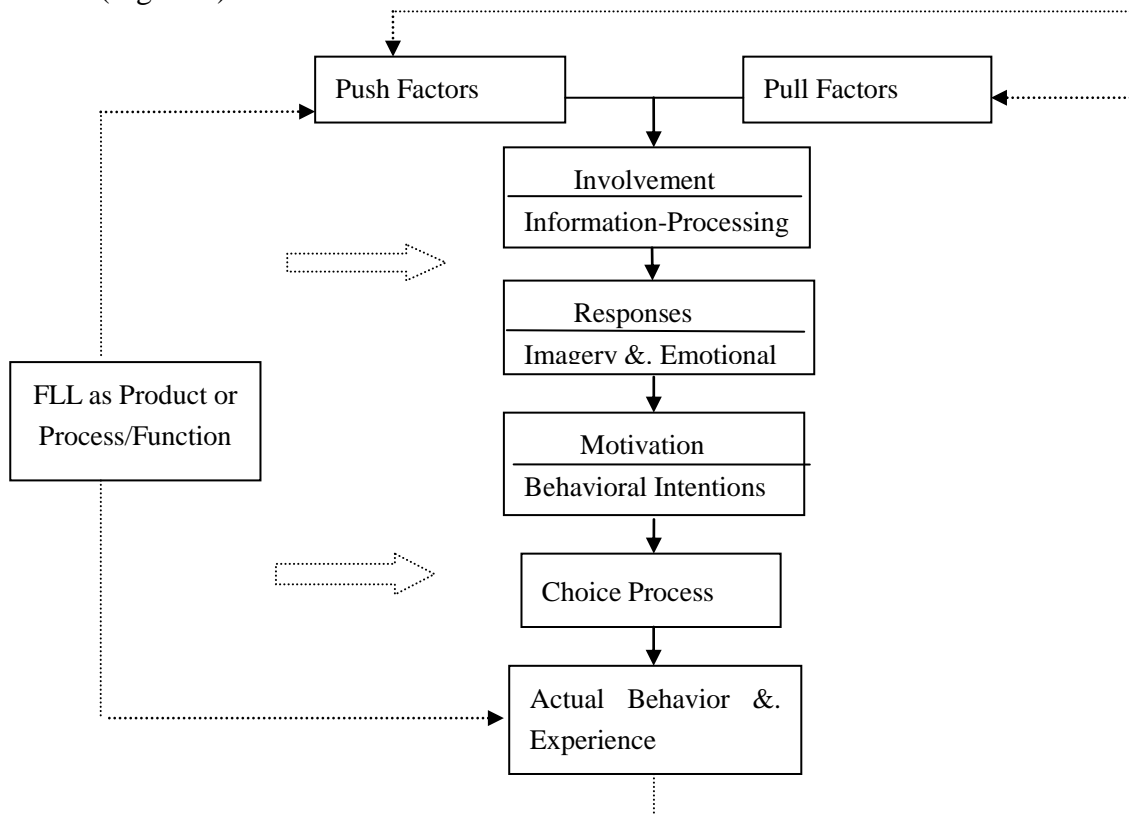 Push Factors
Pull Factors
Involvement
Information-Processing
Responses
Imagery &. Emotional
FLL as Product or
Process/Function
Motivation
Behavioral Intentions
Choice Process
Actual Behavior &.
Experience